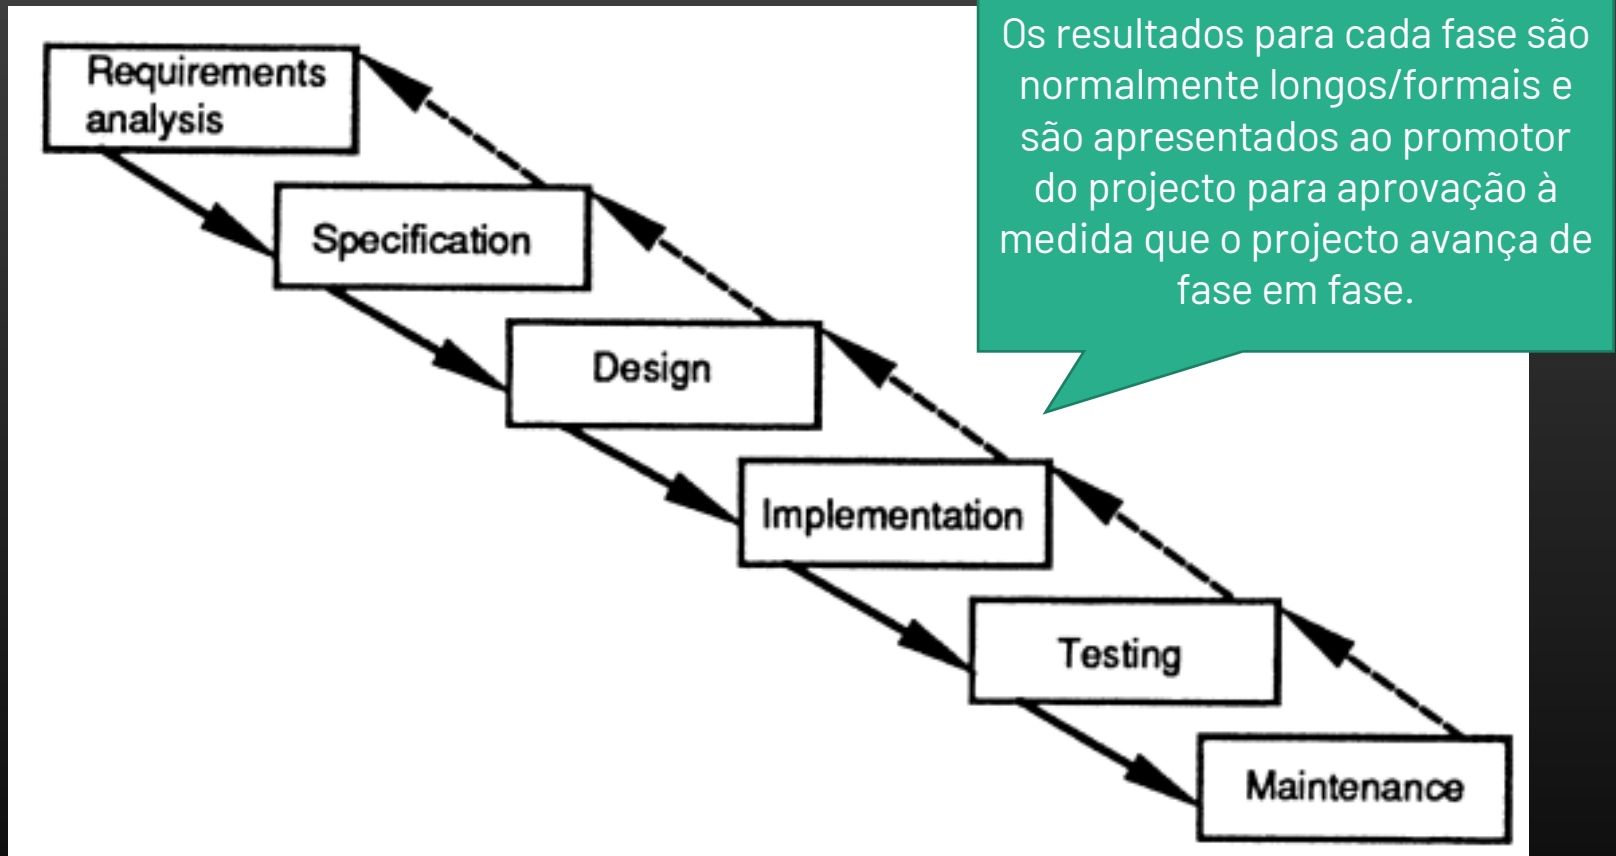 Requirements
analysis
Specification
Design
Implementation
Testing
Maintenance
Os resultados para cada fase são
normalmente longos/formais e
são apresentados ao promotor
do projecto para aprovação à
medida que o projecto avança de
fase em fase.